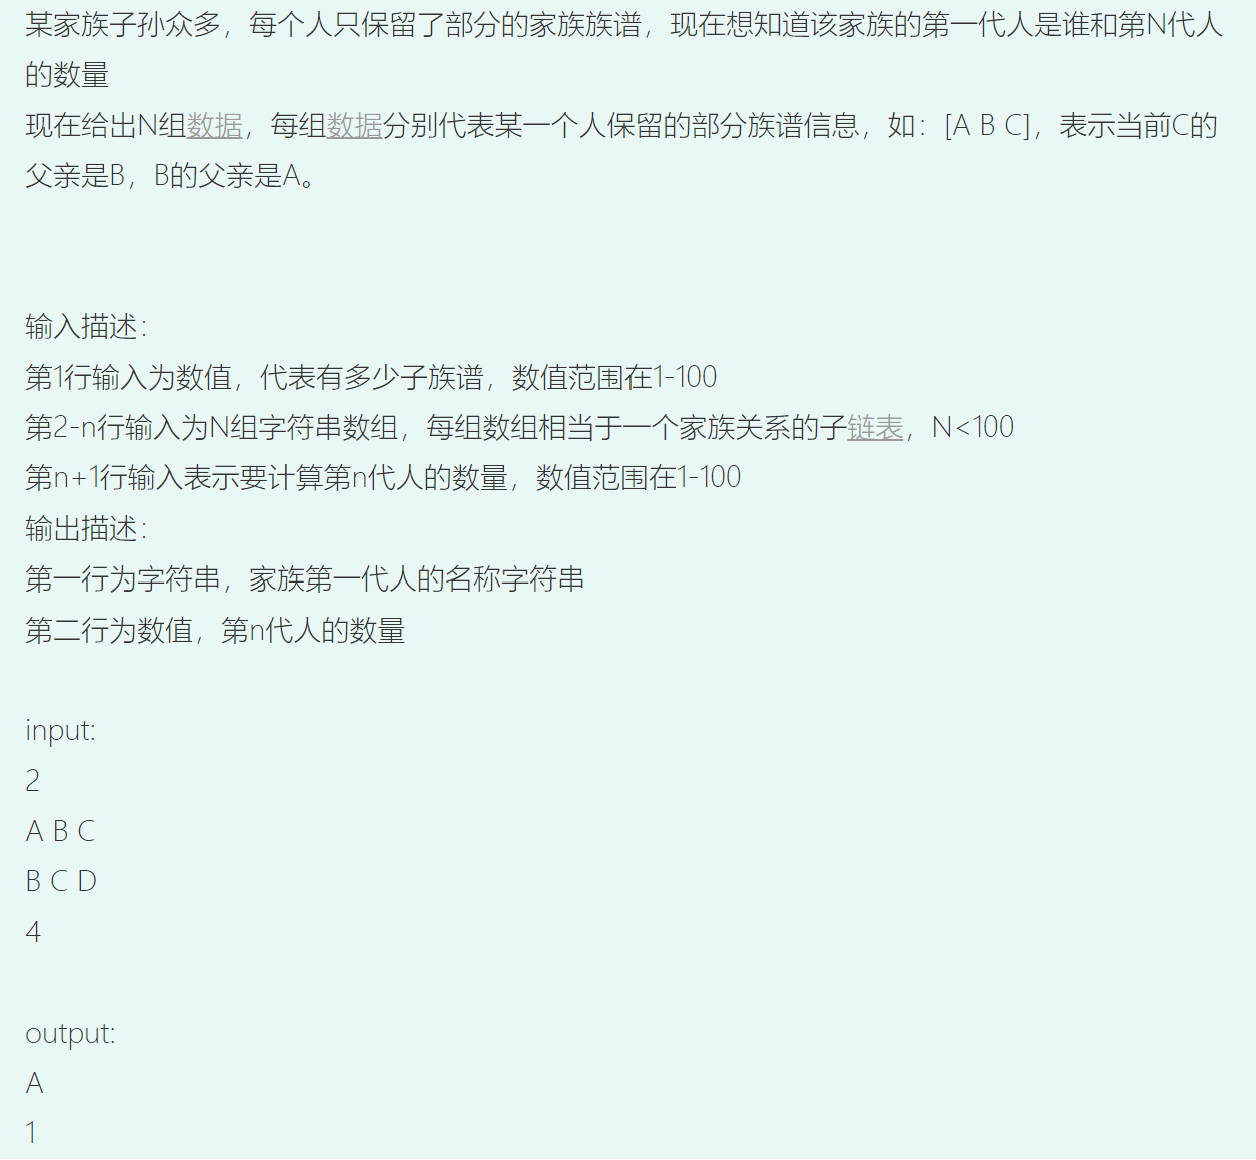 某家族子孙众多，每个人只保留了部分的家族族谱，现在想知道该家族的第一代人是谁和第N代人
的数量
现在给出N组数据，每组数据分别代表某一个人保留的部分族谱信息，如：[A B C]，表示当前C的
父亲是B，B的父亲是A。
输入描述：
第1行输入为数值，代表有多少子族谱，数值范围在1-100
第2-n行输入为N组字符串数组，每组数组相当于一个家族关系的子链表，N<100
第n+1行输入表示要计算第n代人的数量，数值范围在1-100
输出描述：
第一行为字符串，家族第一代人的名称字符串
第二行为数值，第n代人的数量
input:
2
A B C
B C D
4
output:
A
1